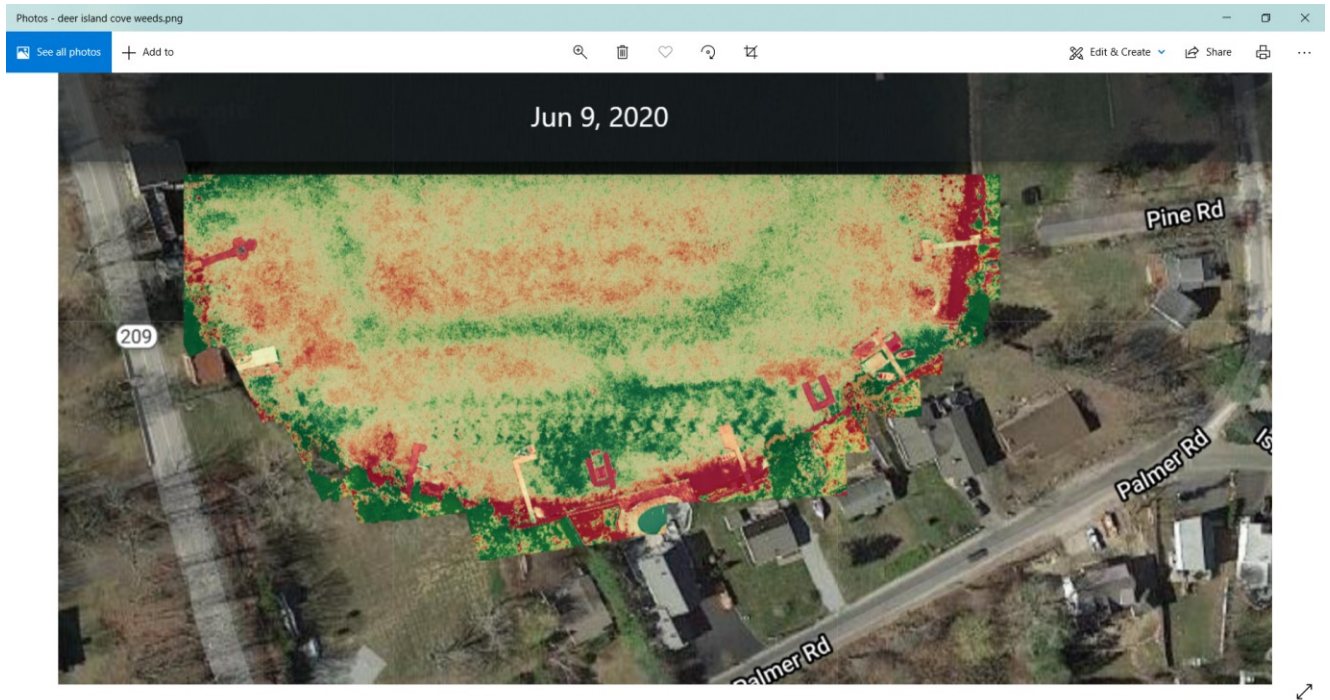 Photos - deer island cove weeds.png
See all photos
Add to
Edit & Create
Share
Jun 9, 2020
Pine Rd
209
Palmer Rd
Palmer Rd